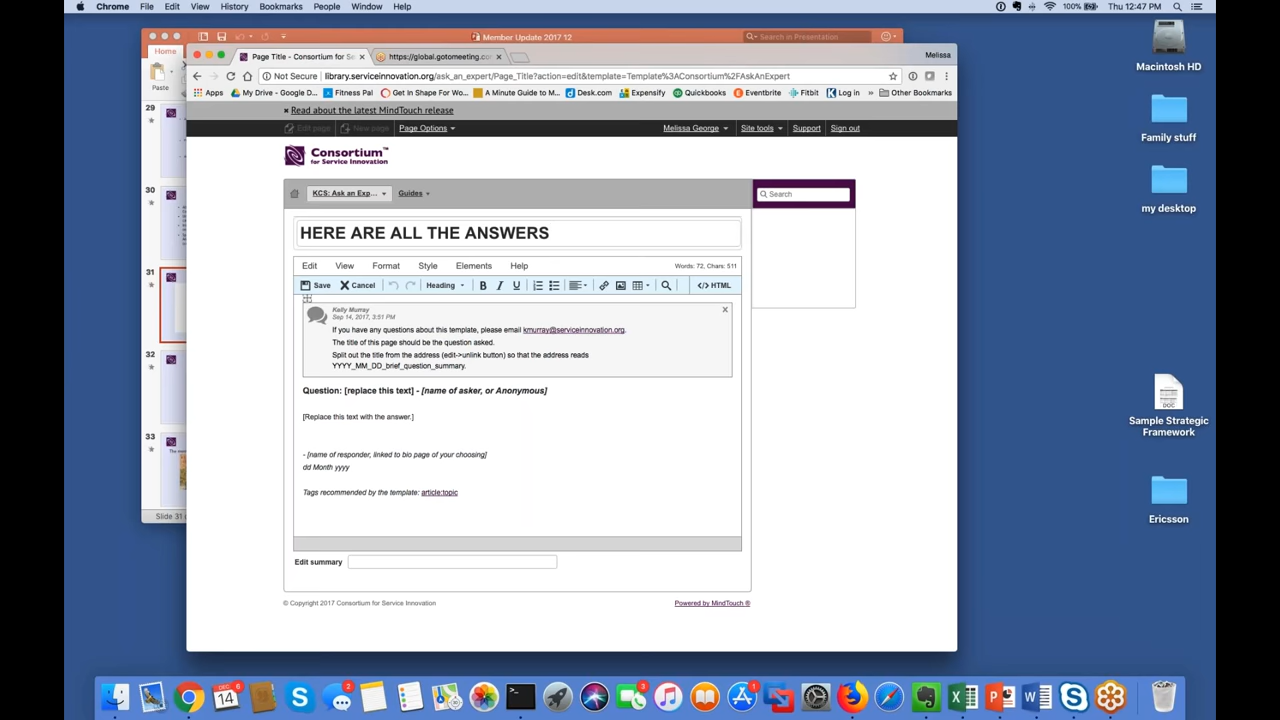 Chrome File Edit View History Bookmarks People Window Help
100% Thu 12:47 PM
Member Update 2017 12
Search in Presentation
Home
Paste
Page Title - Consortium for Se
https://global.gotomeeting.co
Melissa
Not Secure library.serviceinnovation.org/ask_an_expert/Page_Title?action=edit&template=Template%3AConsortium%2FAskAnExpert
Apps My Drive - Google D... Fitness Pal Get In Shape For Wo... A Minute Guide to M... Desk.com Expensify Quickbooks Eventbrite Fitbit Log in » Other Bookmarks
Read about the latest MindTouch release
Edit page New page Page Options
Melissa George Site tools Support Sign out
Consortium™
for Service Innovation
KCS: Ask an Exp... Guides
Search
HERE ARE ALL THE ANSWERS
Edit View Format Style Elements Help
Words: 72, Chars: 511
Save Cancel Heading B I U </> HTML
Kelly Murray
Sep 14, 2017, 3:51 PM
If you have any questions about this template, please email kmurray@serviceinnovation.org.
The title of this page should be the question asked.
Split out the title from the address (edit->unlink button) so that the address reads
YYYY_MM_DD_brief_question_summary.
Question: [replace this text] - [name of asker, or Anonymous]
[Replace this text with the answer.]
- [name of responder, linked to bio page of your choosing]
dd Month yyyy
Tags recommended by the template: article:topic
Edit summary
© Copyright 2017 Consortium for Service Innovation
Powered by MindTouch ®
29
30
31
32
33
Slide 31
Macintosh HD
Family stuff
my desktop
DOC
Sample Strategic
Framework
Ericsson